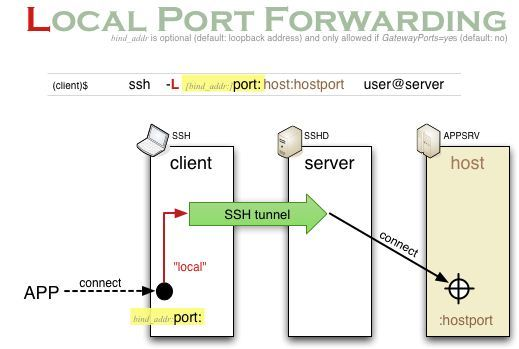 LOCAL PORT FORWARDING
bind_addr is optional (default: loopback address) and only allowed if GatewayPorts=yes (default: no)
(client)$ ssh -L [bind_addr:]port:host:hostport user@server
SSH SSHD APPSRV
client server host
SSH tunnel
connect
"local"
connect
APP
bind_addr:port:
:hostport